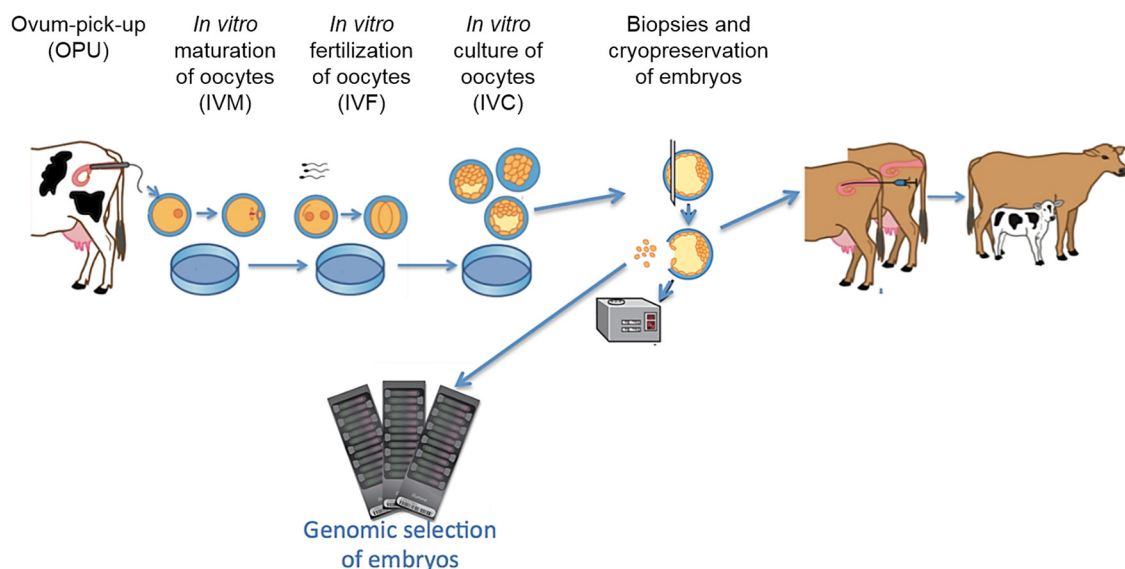 Ovum-pick-up
(OPU)
In vitro
maturation
of oocytes
(IVM)
In vitro
fertilization
of oocytes
(IVF)
In vitro
culture of
oocytes
(IVC)
Biopsies and
cryopreservation
of embryos
Genomic selection
of embryos